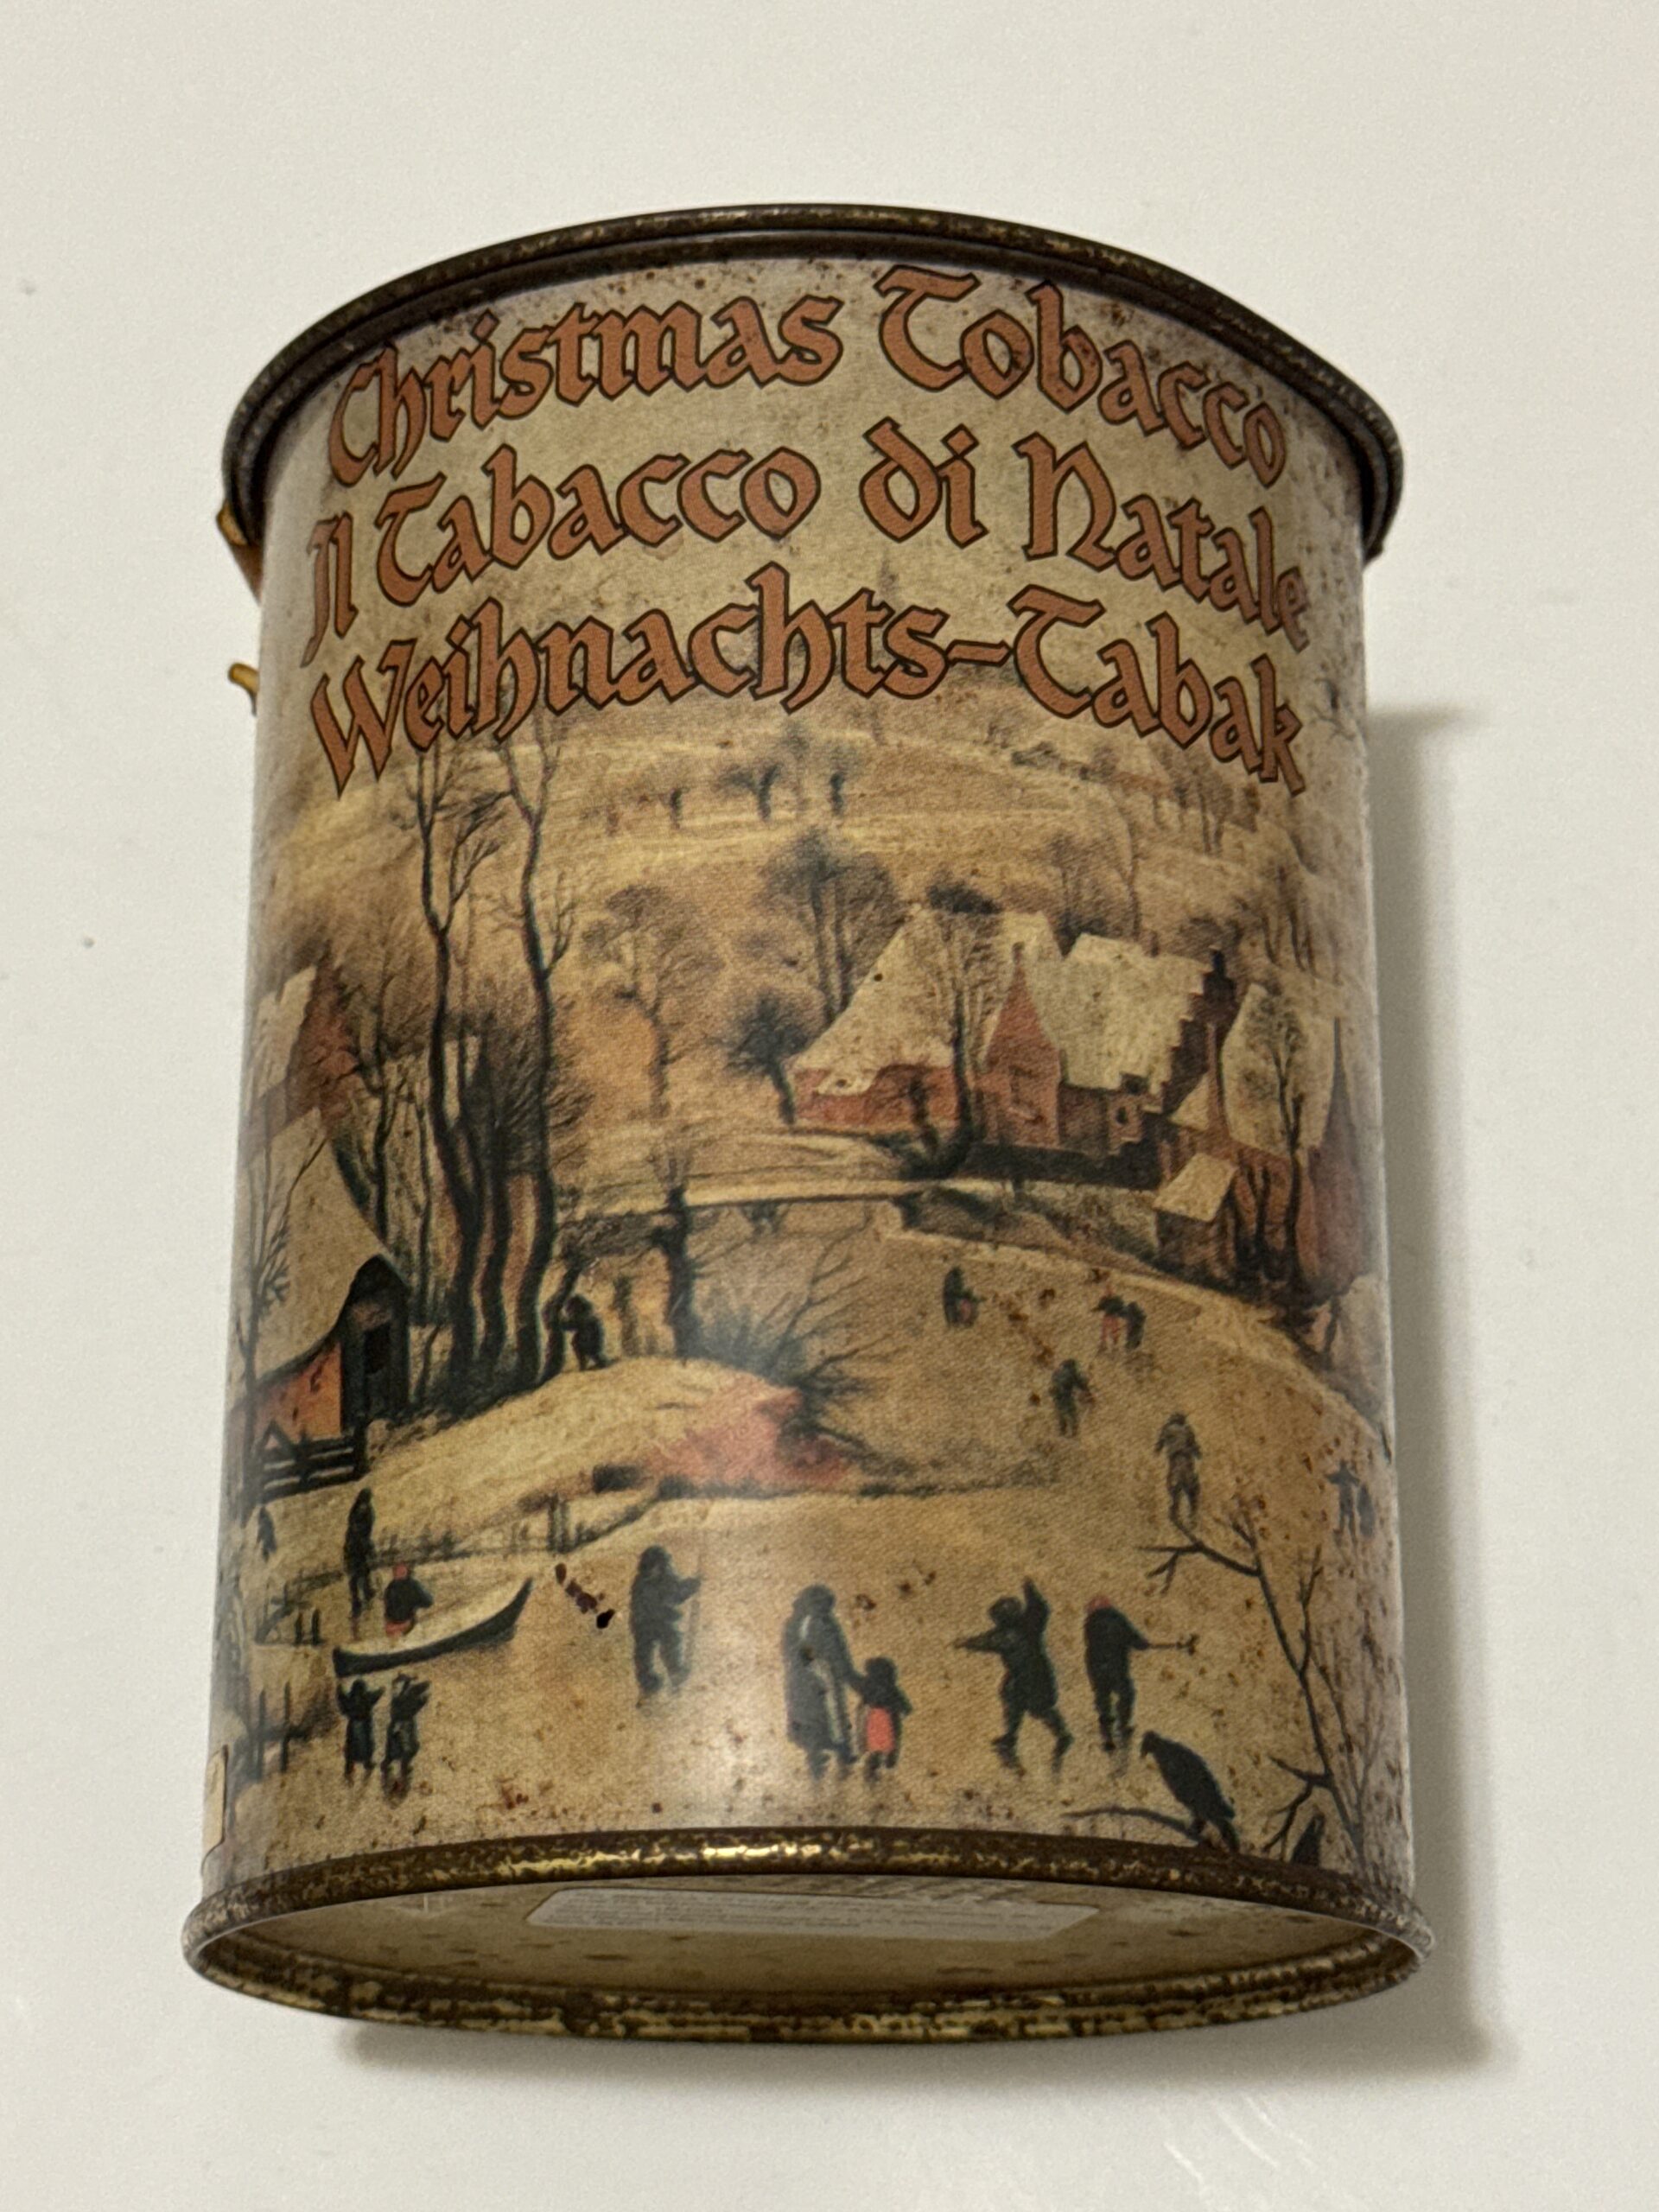 Christmas Tobacco
Il Tabacco di Natale
Weihnachts-Tabak